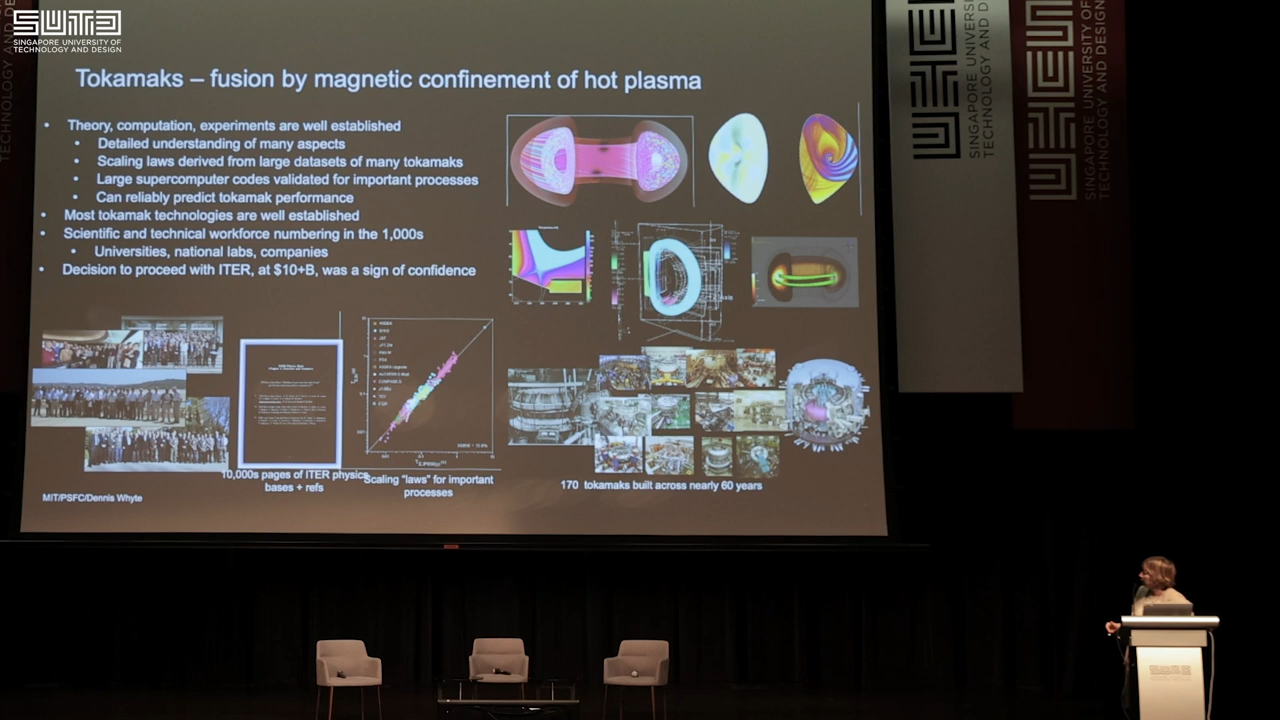 SUTD
SINGAPORE UNIVERSITY OF
TECHNOLOGY AND DESIGN
Tokamaks – fusion by magnetic confinement of hot plasma
• Theory, computation, experiments are well established
• Detailed understanding of many aspects
• Scaling laws derived from large datasets of many tokamaks
• Large supercomputer codes validated for important processes
• Can reliably predict tokamak performance
• Most tokamak technologies are well established
• Scientific and technical workforce numbering in the 1,000s
• Universities, national labs, companies
• Decision to proceed with ITER, at $10+B, was a sign of confidence
10,000s pages of ITER physics
bases + refs
Scaling "laws" for important
processes
170 tokamaks built across nearly 60 years
MIT/PSFC/Dennis Whyte
SINGAPORE UNIVERS
TECHNOLOGY AND D
SINGAPORE UNIVERSITY OF
TECHNOLOGY AND DESIGN